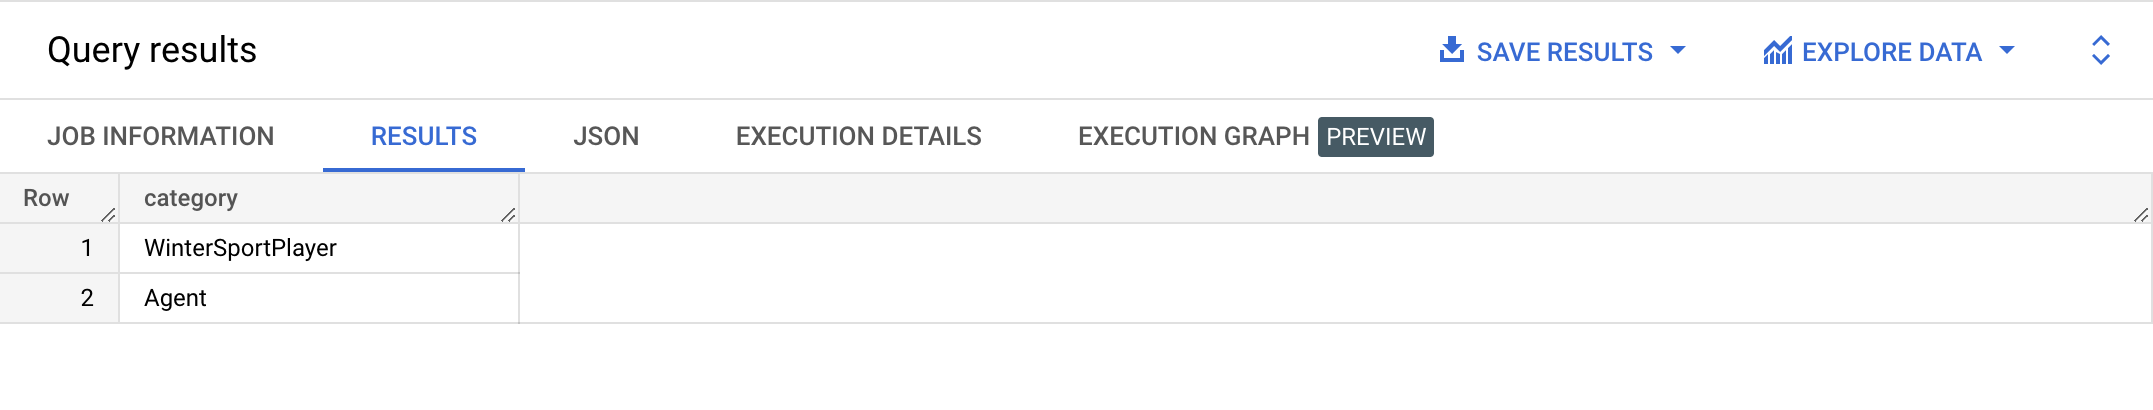 Query results SAVE RESULTS EXPLORE DATA
JOB INFORMATION RESULTS JSON EXECUTION DETAILS EXECUTION GRAPH PREVIEW
Row category
1 WinterSportPlayer
2 Agent